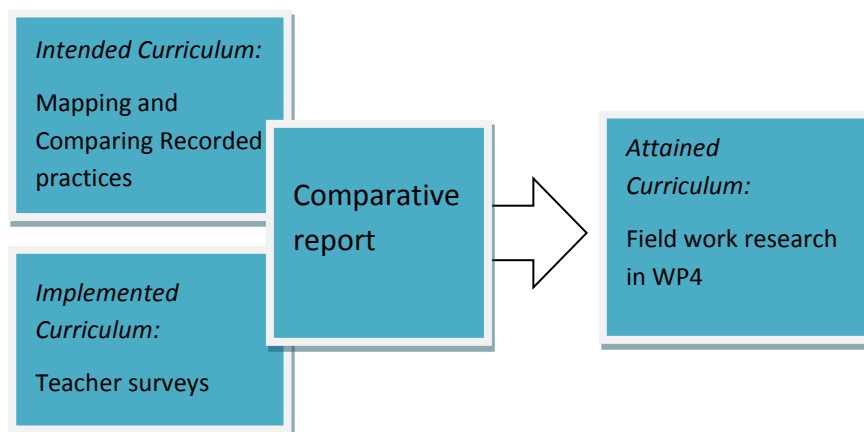 Intended Curriculum:
Mapping and
Comparing Recorded
practices
Implemented
Curriculum:
Teacher surveys
Comparative
report
Attained
Curriculum:
Field work research
in WP4